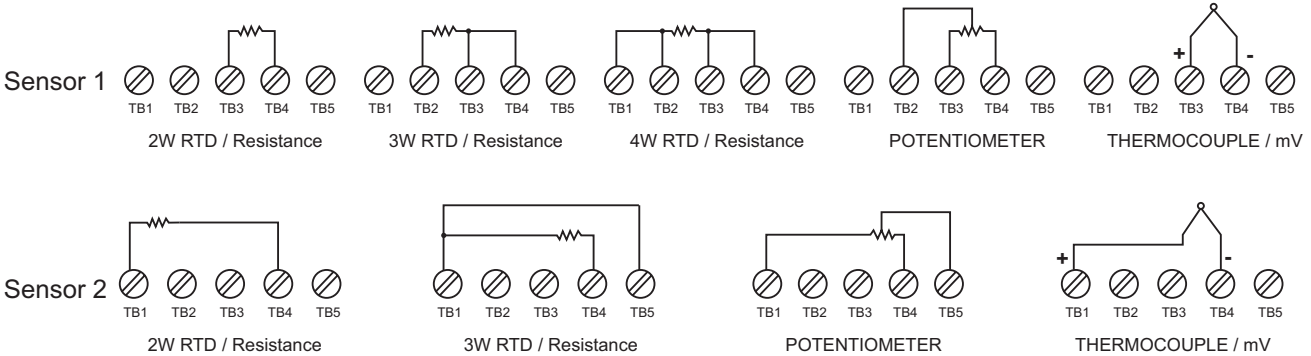 + - + -
Sensor 1 TB1 TB2 TB3 TB4 TB5 TB1 TB2 TB3 TB4 TB5 TB1 TB2 TB3 TB4 TB5 TB1 TB2 TB3 TB4 TB5 TB1 TB2 TB3 TB4 TB5
2W RTD / Resistance 3W RTD / Resistance 4W RTD / Resistance POTENTIOMETER THERMOCOUPLE / mV
Sensor 2 TB1 TB2 TB3 TB4 TB5 TB1 TB2 TB3 TB4 TB5 TB1 TB2 TB3 TB4 TB5 TB1 TB2 TB3 TB4 TB5
2W RTD / Resistance 3W RTD / Resistance POTENTIOMETER THERMOCOUPLE / mV